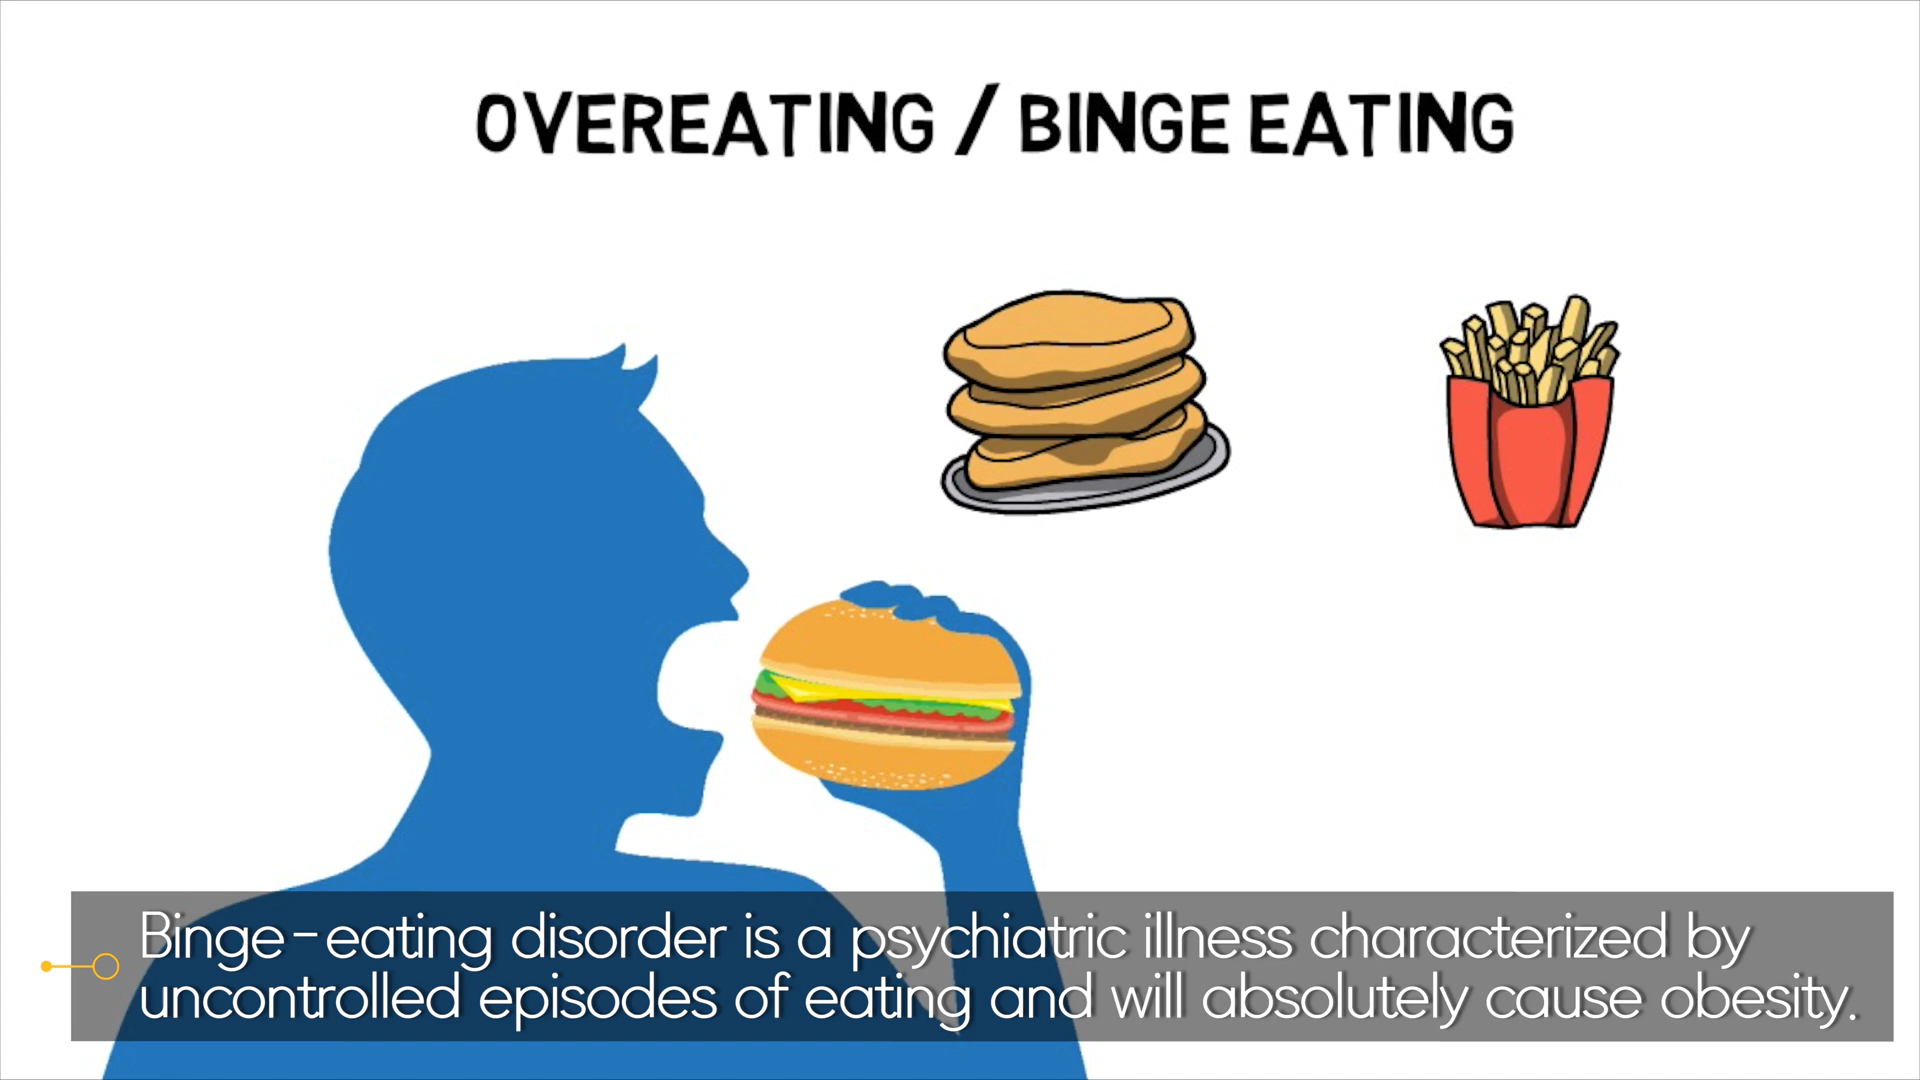 OVEREATING / BINGE EATING
Binge-eating disorder is a psychiatric illness characterized by
uncontrolled episodes of eating and will absolutely cause obesity.